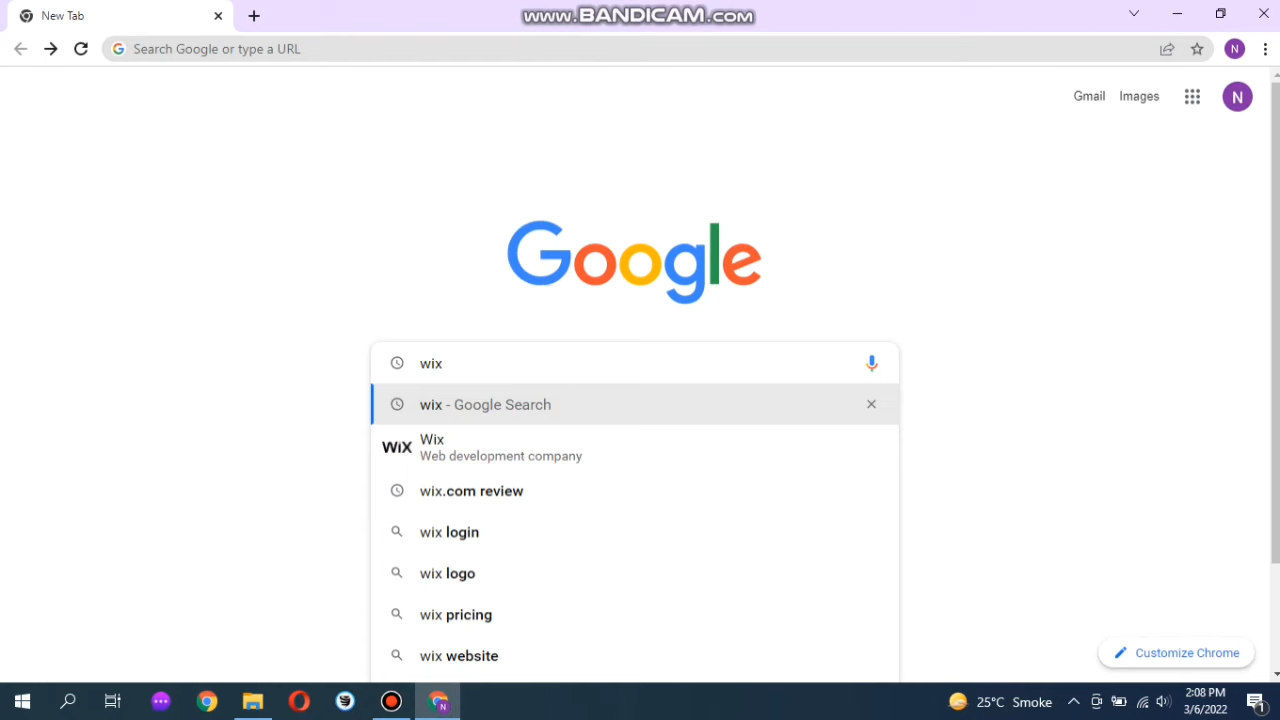 New Tab
www.BANDICAM.com
Search Google or type a URL
N
Gmail Images
N
Google
wix
wix - Google Search
WiX
Wix
Web development company
wix.com review
wix login
wix logo
wix pricing
wix website
Customize Chrome
N
25°C Smoke
2:08 PM
3/6/2022
1